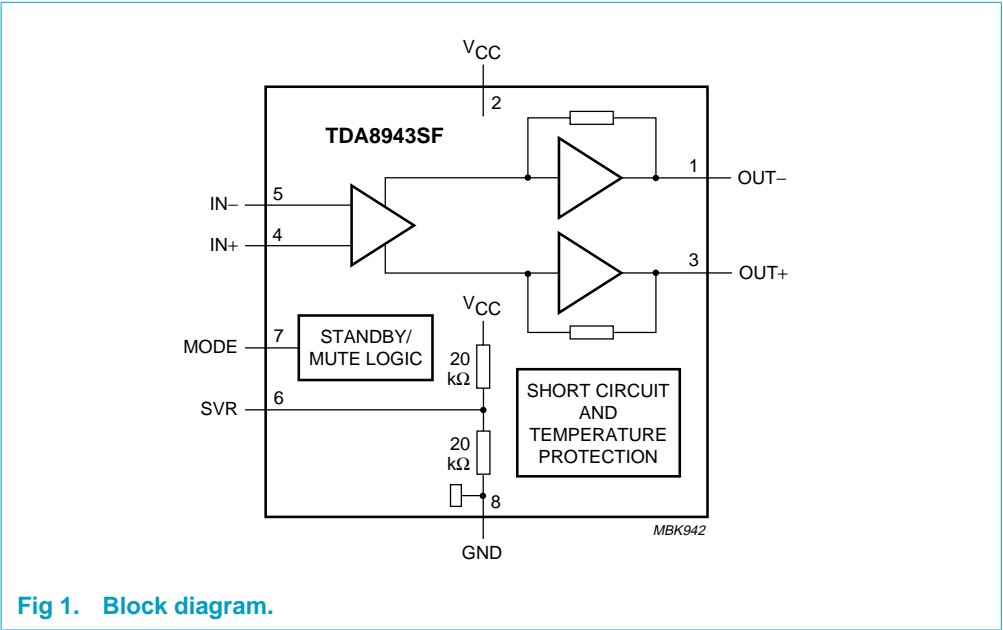 VCC
2
TDA8943SF
1
OUT−
IN−
5
IN+
4
3
OUT+
VCC
MODE
7
STANDBY/
MUTE LOGIC
20
kΩ
SHORT CIRCUIT
AND
TEMPERATURE
PROTECTION
SVR
6
20
kΩ
8
MBK942
GND
Fig 1. Block diagram.